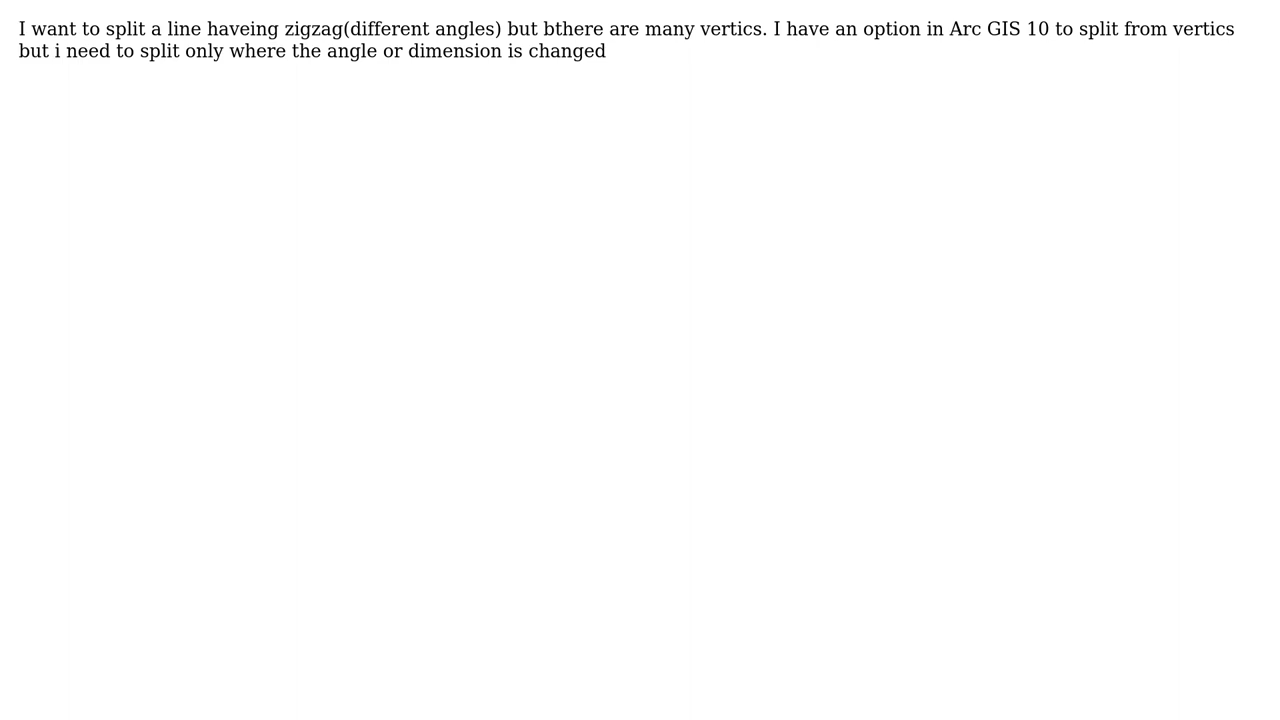 I want to split a line haveing zigzag(different angles) but bthere are many vertics. I have an option in Arc GIS 10 to split from vertics
but i need to split only where the angle or dimension is changed